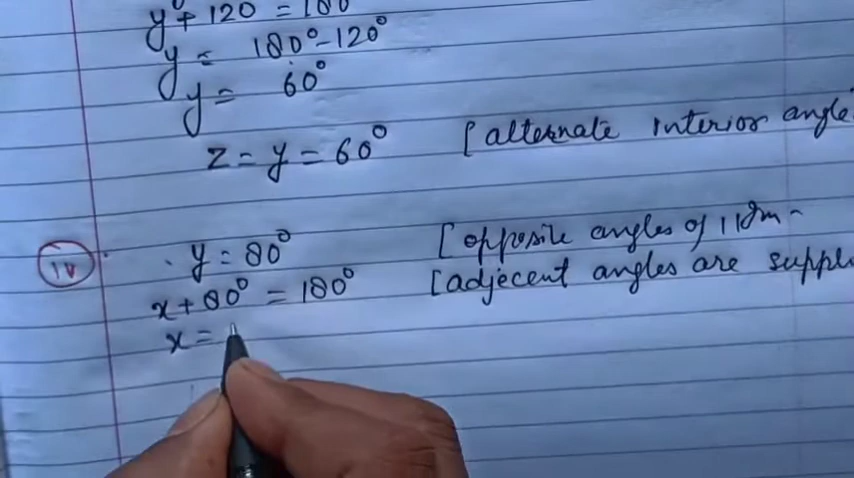 y + 120 = 180
y = 180° - 120°
y = 60°
z = y = 60° [alternate interior angle
(iv) y = 80° [opposite angles of ||gm -
x + 80° = 180° [adjecent angles are supple
x =